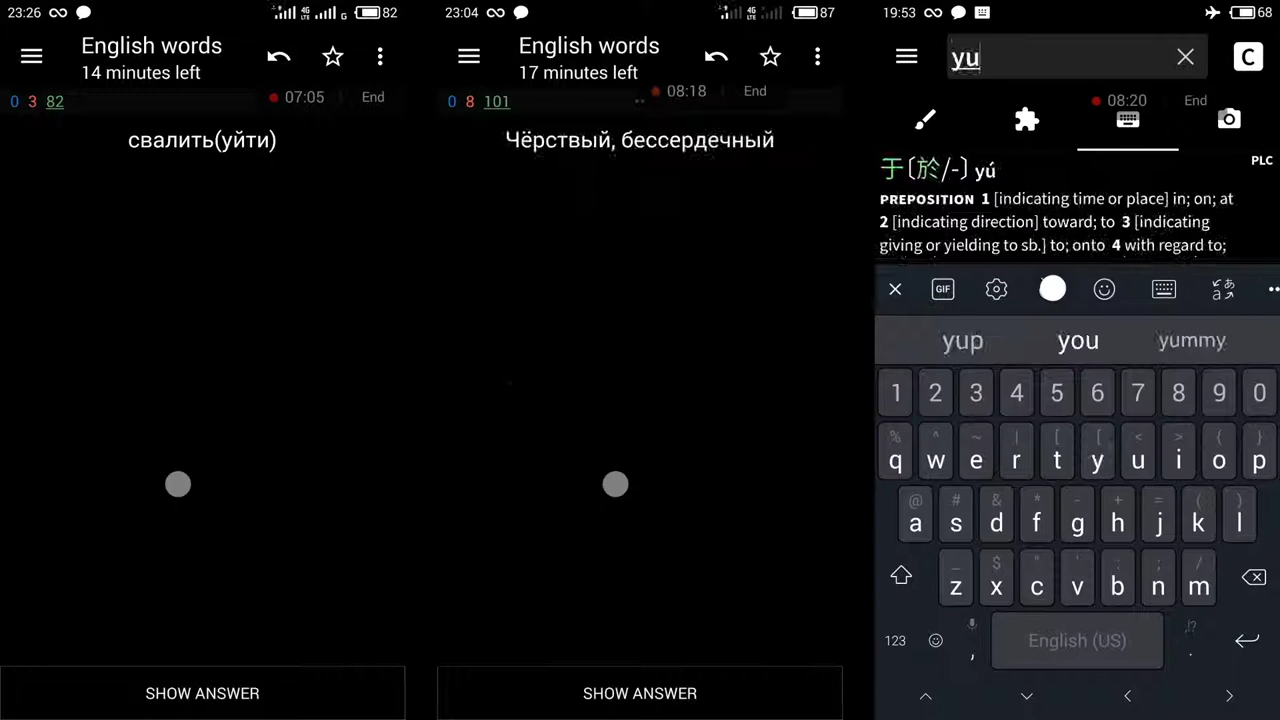 23:26
4G
LTE
G
82
English words
14 minutes left
0 3 82
07:05
End
свалить(уйти)
SHOW ANSWER
23:04
4G
LTE
87
English words
17 minutes left
0 8 101
08:18
End
Чёрствый, бессердечный
SHOW ANSWER
19:53
68
yu
C
08:20
End
于〔於/-〕yú
PLC
PREPOSITION 1 [indicating time or place] in; on; at
2 [indicating direction] toward; to 3 [indicating
giving or yielding to sb.] to; onto 4 with regard to;
GIF
yup you yummy
1 2 3 4 5 6 7 8 9 0
q w e r t y u i o p
a s d f g h j k l
z x c v b n m
123
English (US)